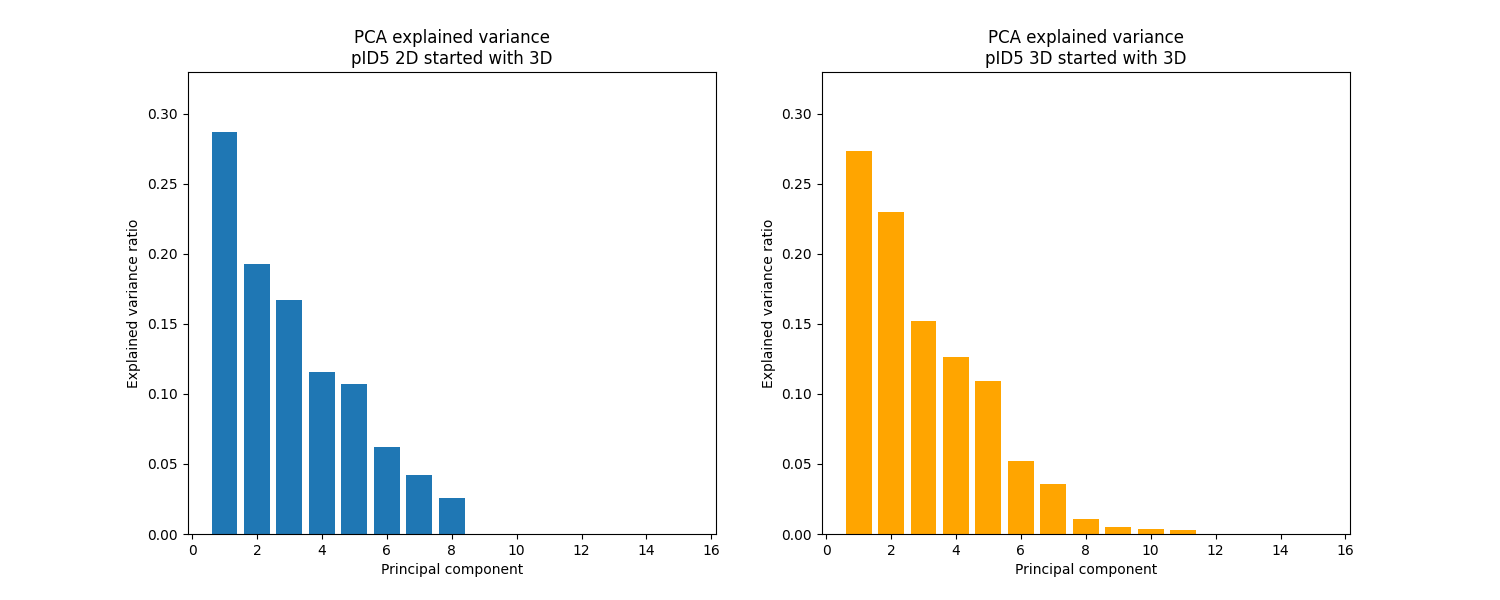 PCA explained variance
pID5 2D started with 3D
Explained variance ratio
0.30
0.25
0.20
0.15
0.10
0.05
0.00
0 2 4 6 8 10 12 14 16
Principal component
PCA explained variance
pID5 3D started with 3D
Explained variance ratio
0.30
0.25
0.20
0.15
0.10
0.05
0.00
0 2 4 6 8 10 12 14 16
Principal component